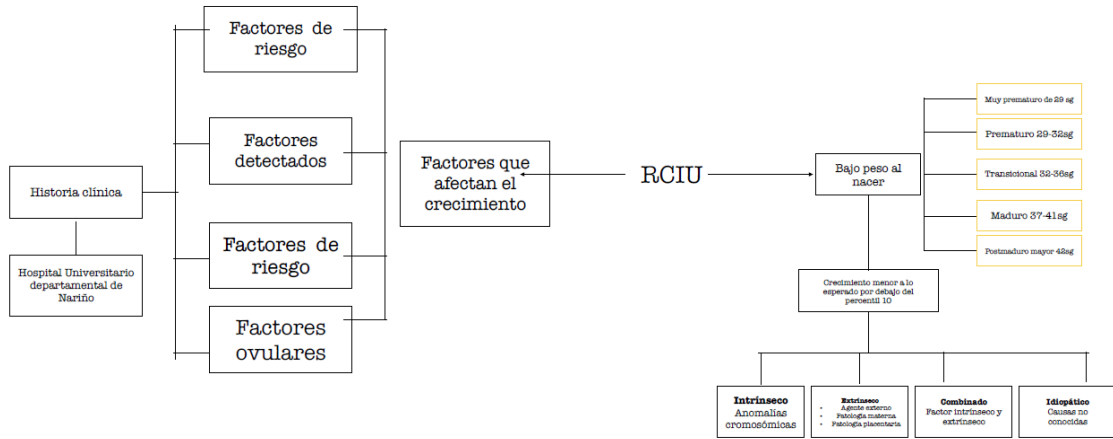 Factores de
riesgo
Factores
detectados
Historia clínica
Hospital Universitario
departamental de
Nariño
Factores de
riesgo
Factores
ovulares
Factores que
afectan el
crecimiento
RCIU
Bajo peso al
nacer
Muy prematuro de 29 sg
Prematuro 29-32sg
Transicional 32-36sg
Maduro 37-41sg
Postmaduro mayor 42sg
Crecimiento menor a lo
esperado por debajo del
percentil 10
Intrínseco
Anomalías
cromosómicas
Extrínseco
• Agente externo
• Patología materna
• Patología placentaria
Combinado
Factor intrínseco y
extrínseco
Idiopático
Causas no
conocidas